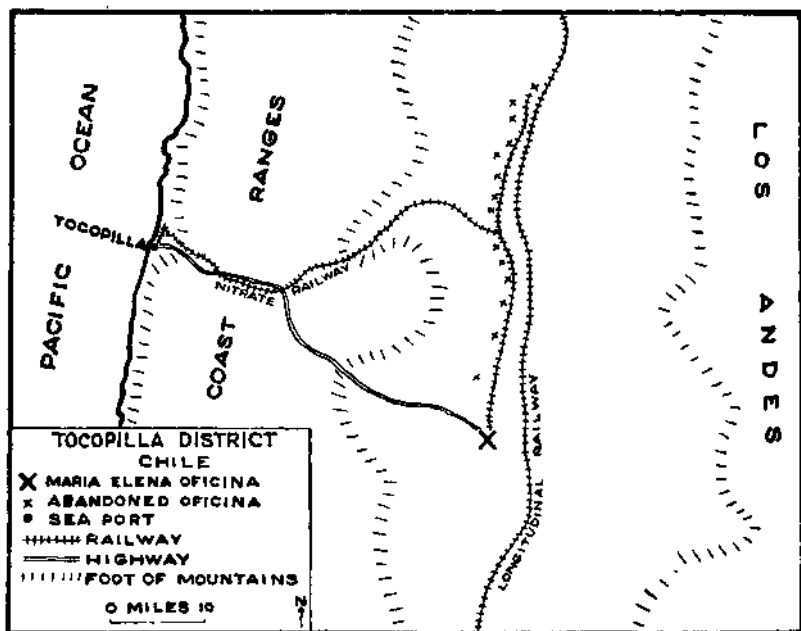 OCEAN
PACIFIC
RANGES
COAST
LOS
ANDES
TOCOPILLA
NITRATE RAILWAY
LONGITUDINAL RAILWAY
TOCOPILLA DISTRICT
CHILE
X MARIA ELENA OFICINA
x ABANDONED OFICINA
SEA PORT
RAILWAY
HIGHWAY
FOOT OF MOUNTAINS
0 MILES 10
N